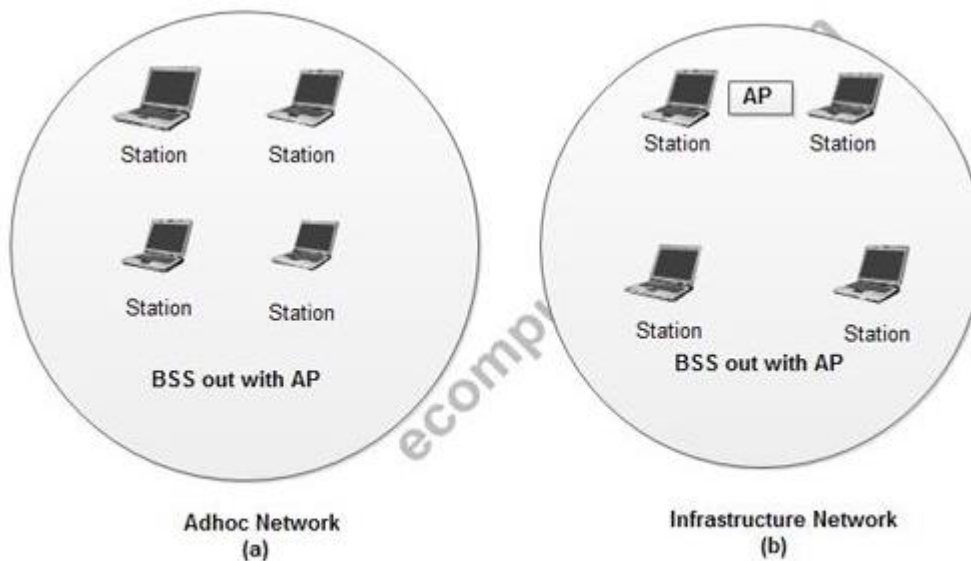 Station Station
Station Station
BSS out with AP
Adhoc Network
(a)
AP
Station Station
Station Station
BSS out with AP
Infrastructure Network
(b)